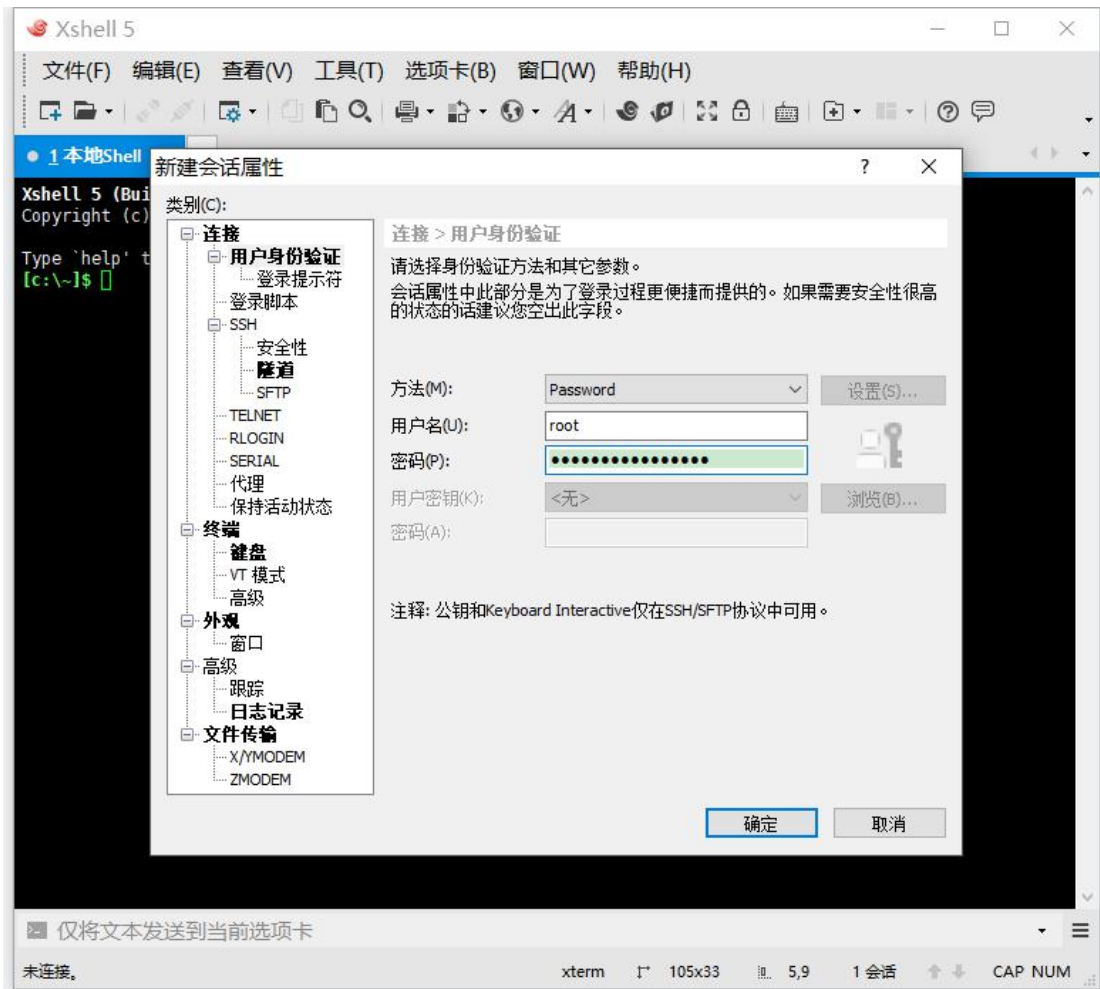 Xshell 5
文件(F) 编辑(E) 查看(V) 工具(T) 选项卡(B) 窗口(W) 帮助(H)
1 本地Shell
Xshell 5 (Bui
Copyright (c)
Type `help' t
[c:\~]$
新建会话属性
?
类别(C):
连接
用户身份验证
登录提示符
登录脚本
SSH
安全性
隧道
SFTP
TELNET
RLOGIN
SERIAL
代理
保持活动状态
终端
键盘
VT 模式
高级
外观
窗口
高级
跟踪
日志记录
文件传输
X/YMODEM
ZMODEM
连接 > 用户身份验证
请选择身份验证方法和其它参数。
会话属性中此部分是为了登录过程更便捷而提供的。如果需要安全性很高
的状态的话建议您空出此字段。
方法(M): Password 设置(S)...
用户名(U): root
密码(P): ●●●●●●●●●●●●●●●●
用户密钥(K): <无> 浏览(B)...
密码(A):
注释: 公钥和Keyboard Interactive仅在SSH/SFTP协议中可用。
确定 取消
仅将文本发送到当前选项卡
未连接。 xterm 105x33 5,9 1 会话 CAP NUM